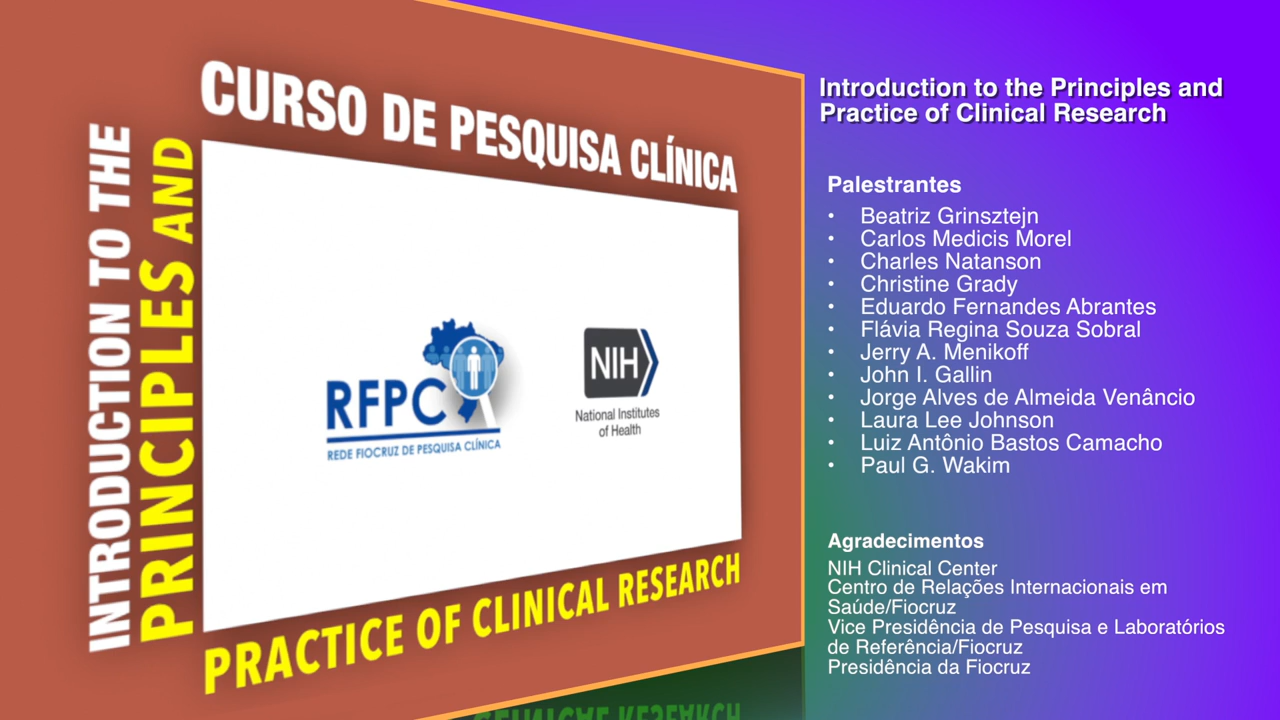 CURSO DE PESQUISA CLÍNICA
INTRODUCTION TO THE
PRINCIPLES AND
RFPC
REDE FIOCRUZ DE PESQUISA CLÍNICA
NIH
National Institutes
of Health
PRACTICE OF CLINICAL RESEARCH
Introduction to the Principles and
Practice of Clinical Research
Palestrantes
• Beatriz Grinsztejn
• Carlos Medicis Morel
• Charles Natanson
• Christine Grady
• Eduardo Fernandes Abrantes
• Flávia Regina Souza Sobral
• Jerry A. Menikoff
• John I. Gallin
• Jorge Alves de Almeida Venâncio
• Laura Lee Johnson
• Luiz Antônio Bastos Camacho
• Paul G. Wakim
Agradecimentos
NIH Clinical Center
Centro de Relações Internacionais em
Saúde/Fiocruz
Vice Presidência de Pesquisa e Laboratórios
de Referência/Fiocruz
Presidência da Fiocruz